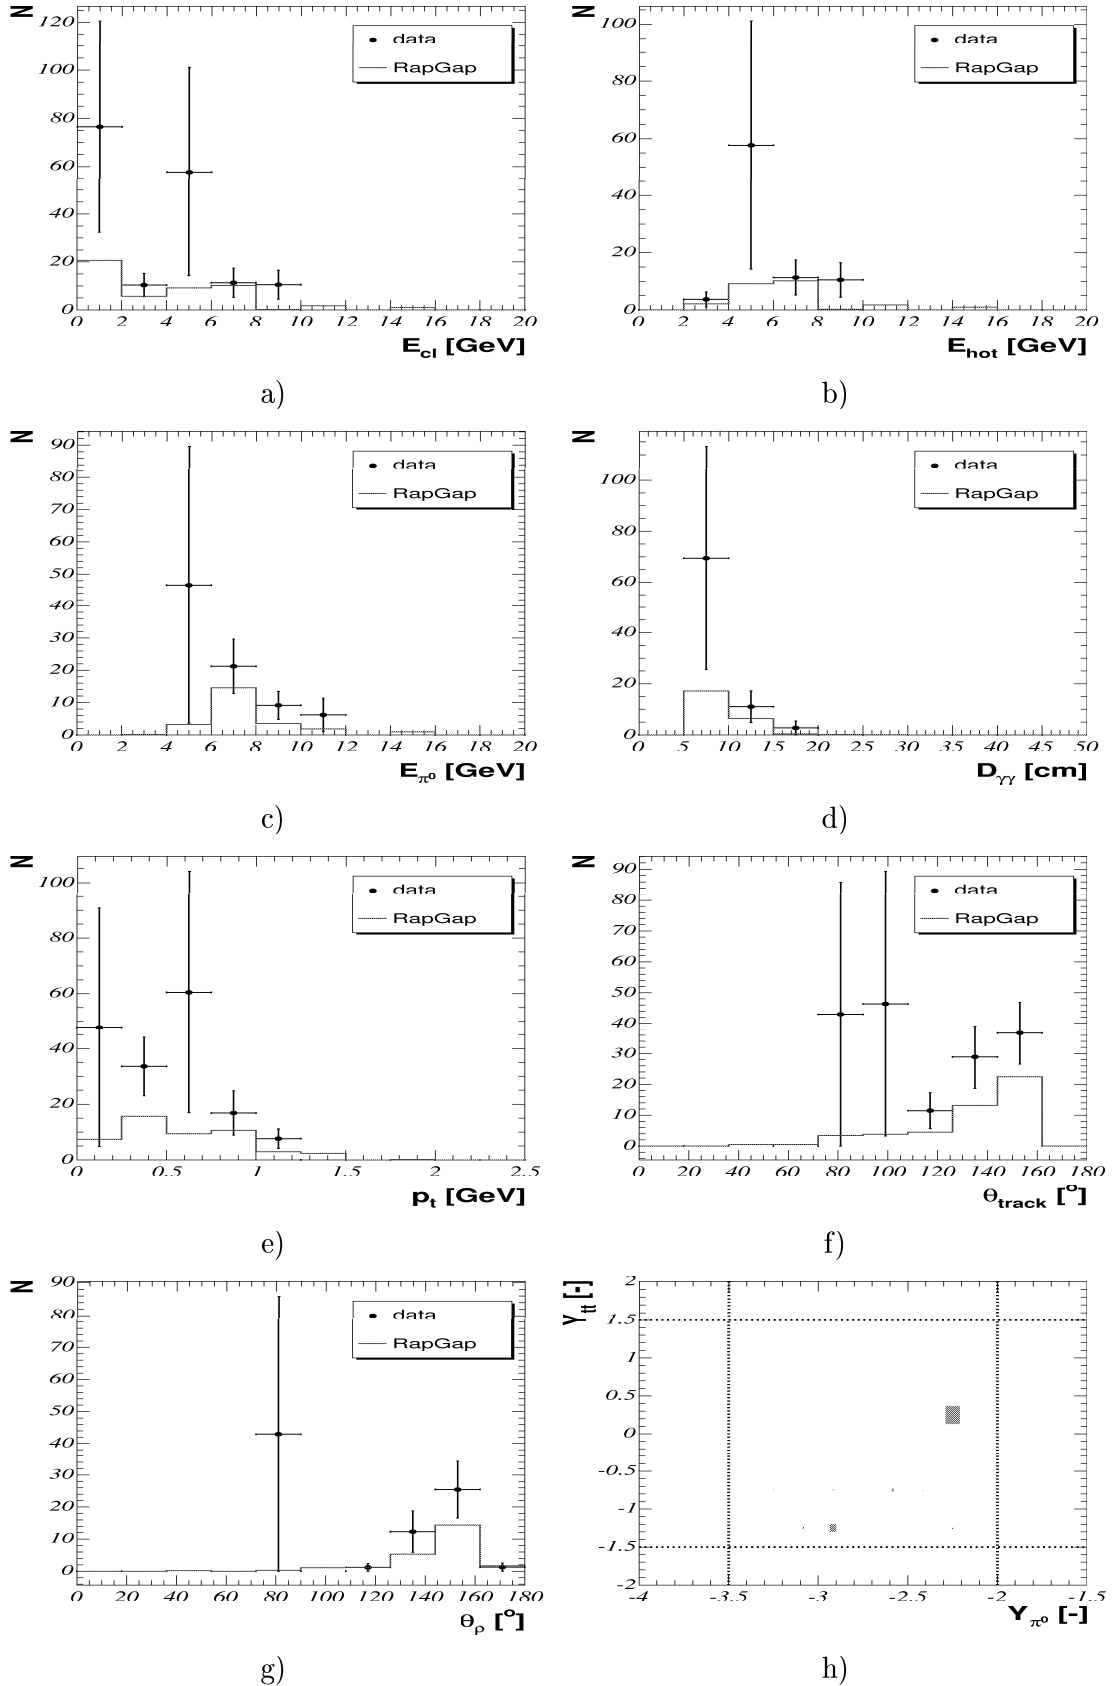 N
120
100
80
60
40
20
0
data
RapGap
0 2 4 6 8 10 12 14 16 18 20
E_cl [GeV]
a)
N
100
80
60
40
20
0
data
RapGap
0 2 4 6 8 10 12 14 16 18 20
E_hot [GeV]
b)
N
90
80
70
60
50
40
30
20
10
0
data
RapGap
0 2 4 6 8 10 12 14 16 18 20
E_π⁰ [GeV]
c)
N
100
80
60
40
20
0
data
RapGap
0 5 10 15 20 25 30 35 40 45 50
D_γγ [cm]
d)
N
100
80
60
40
20
0
data
RapGap
0 0.5 1 1.5 2 2.5
p_t [GeV]
e)
N
90
80
70
60
50
40
30
20
10
0
data
RapGap
0 20 40 60 80 100 120 140 160 180
Θ_track [°]
f)
N
90
80
70
60
50
40
30
20
10
0
data
RapGap
0 20 40 60 80 100 120 140 160 180
Θ_ρ [°]
g)
Y_tt [-]
2
1.5
1
0.5
0
-0.5
-1
-1.5
-2
-4 -3.5 -3 -2.5 -2 -1.5
Y_π⁰ [-]
h)